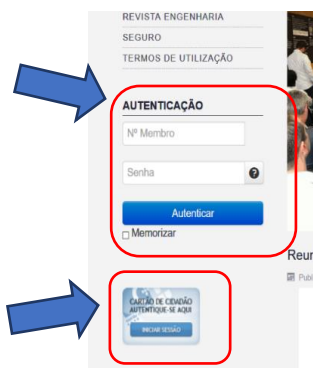 REVISTA ENGENHARIA
SEGURO
TERMOS DE UTILIZAÇÃO
AUTENTICAÇÃO
Nº Membro
Senha
?
Autenticar
Memorizar
CARTÃO DE CIDADÃO
AUTENTIQUE-SE AQUI
INICIAR SESSÃO
Reun
Publ